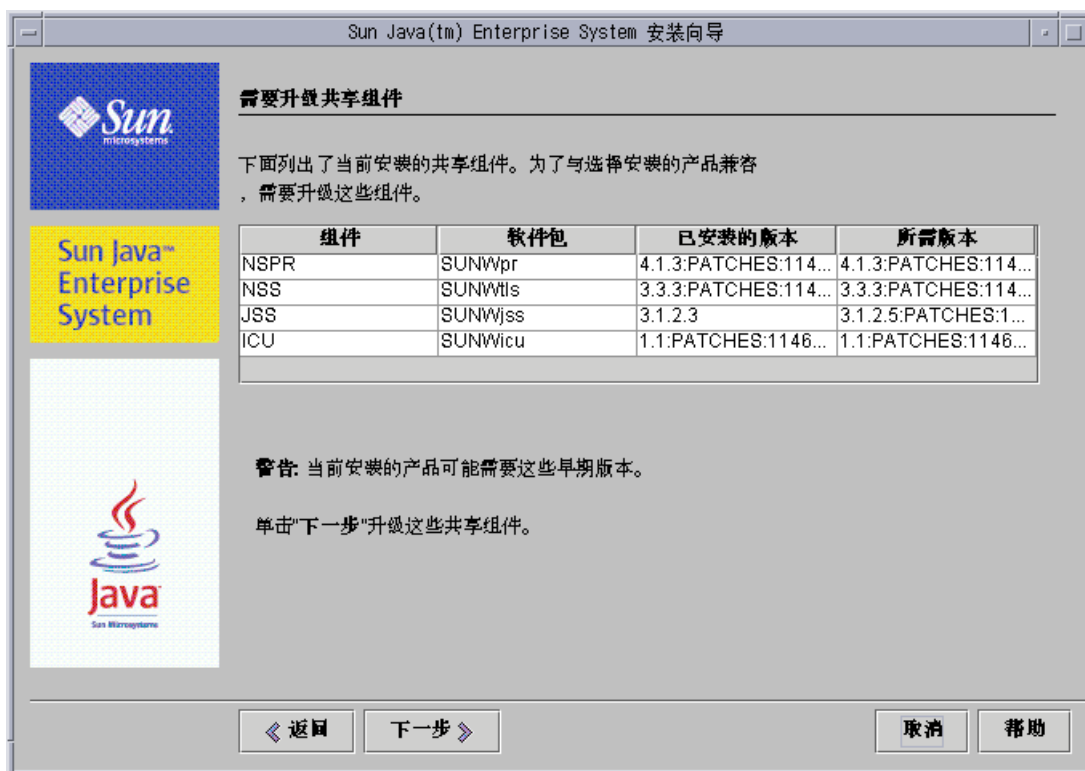 Sun Java(tm) Enterprise System 安装向导
Sun
microsystems
需要升级共享组件
下面列出了当前安装的共享组件。为了与选择安装的产品兼容
，需要升级这些组件。
组件 软件包 已安装的版本 所需版本
NSPR SUNWpr 4.1.3:PATCHES:114... 4.1.3:PATCHES:114...
NSS SUNWtls 3.3.3:PATCHES:114... 3.3.3:PATCHES:114...
JSS SUNWjss 3.1.2.3 3.1.2.5:PATCHES:1...
ICU SUNWicu 1.1:PATCHES:1146... 1.1:PATCHES:1146...
Sun Java™
Enterprise
System
警告: 当前安装的产品可能需要这些早期版本。
单击"下一步"升级这些共享组件。
Java
Sun Microsystems
返回 下一步 取消 帮助